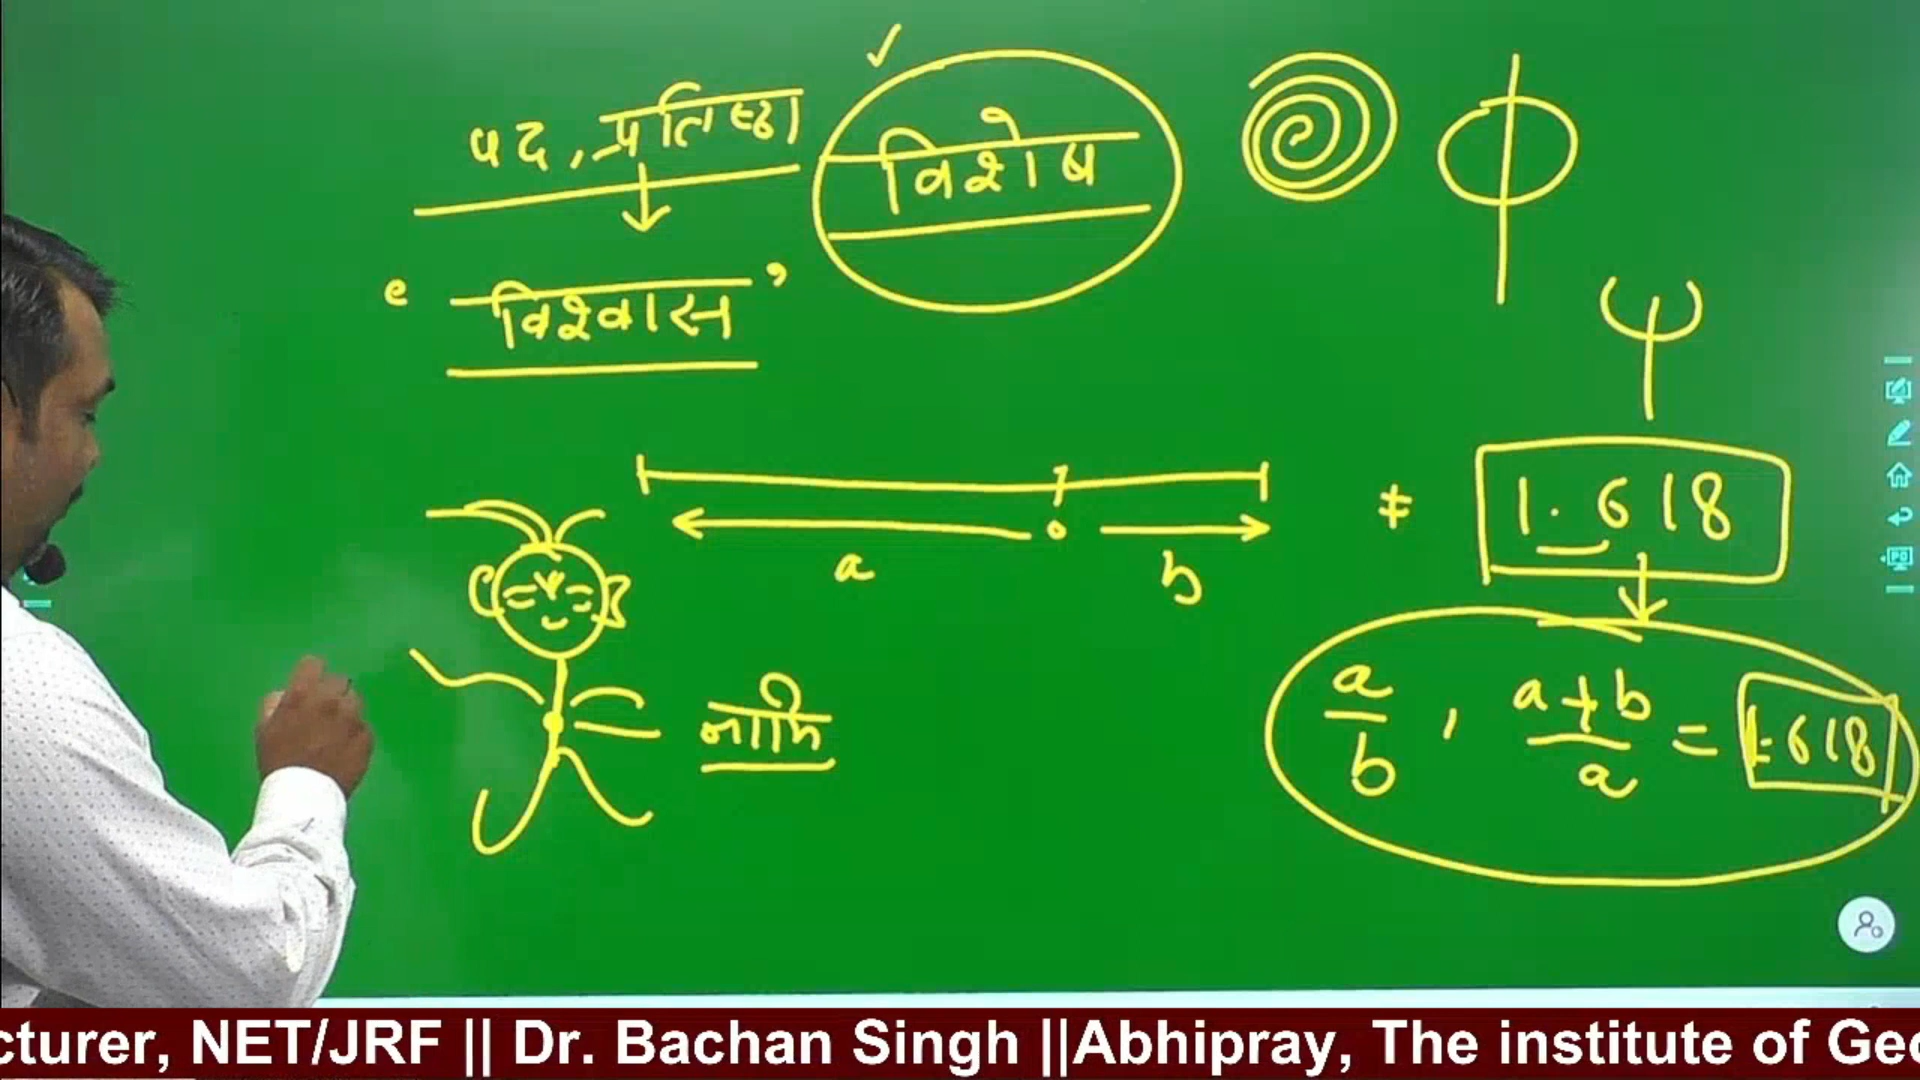 पद, प्रतिष्ठा
विशेष
‘ विश्वास ’
φ
ψ
a
b
1.618
a/b , a+b/a = 1.618
नाभि
cturer, NET/JRF || Dr. Bachan Singh ||Abhipray, The institute of Geo